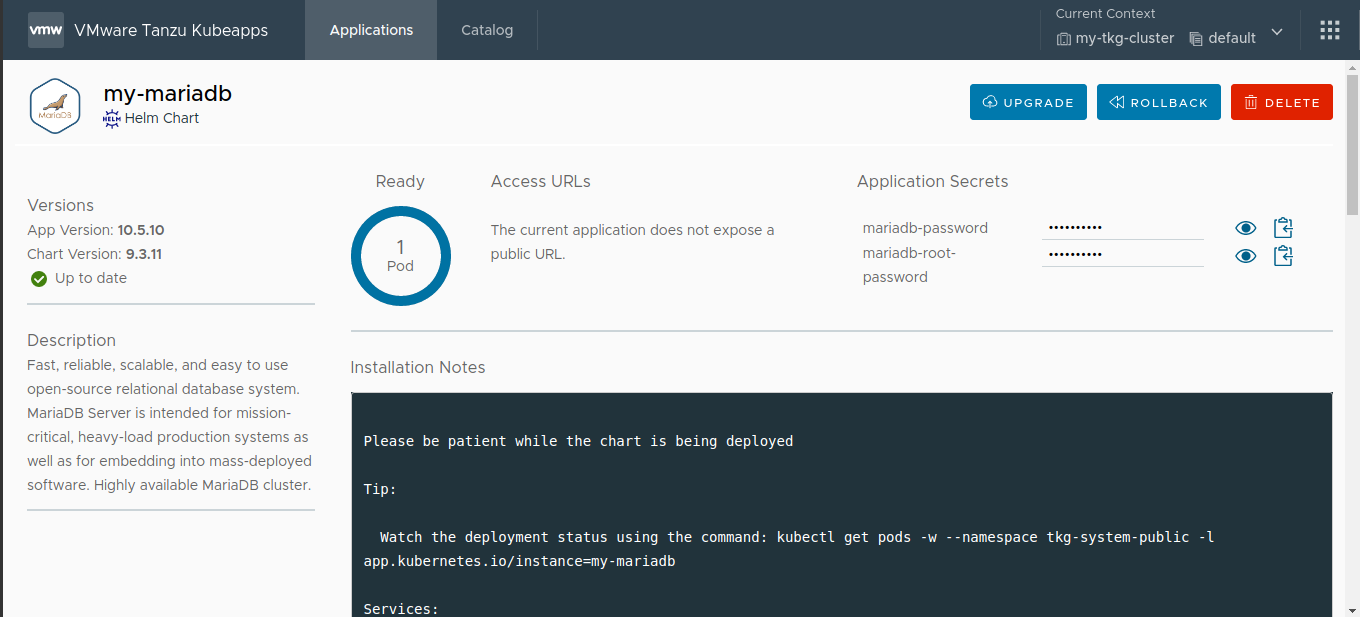 vmw VMware Tanzu Kubeapps Applications Catalog
Current Context
my-tkg-cluster default
MariaDB
my-mariadb
HELM Helm Chart
UPGRADE ROLLBACK DELETE
Versions
App Version: 10.5.10
Chart Version: 9.3.11
Up to date
Description
Fast, reliable, scalable, and easy to use
open-source relational database system.
MariaDB Server is intended for mission-
critical, heavy-load production systems as
well as for embedding into mass-deployed
software. Highly available MariaDB cluster.
Ready
1
Pod
Access URLs
The current application does not expose a
public URL.
Application Secrets
mariadb-password ••••••••••
mariadb-root-
password ••••••••••
Installation Notes
Please be patient while the chart is being deployed
Tip:
Watch the deployment status using the command: kubectl get pods -w --namespace tkg-system-public -l
app.kubernetes.io/instance=my-mariadb
Services: